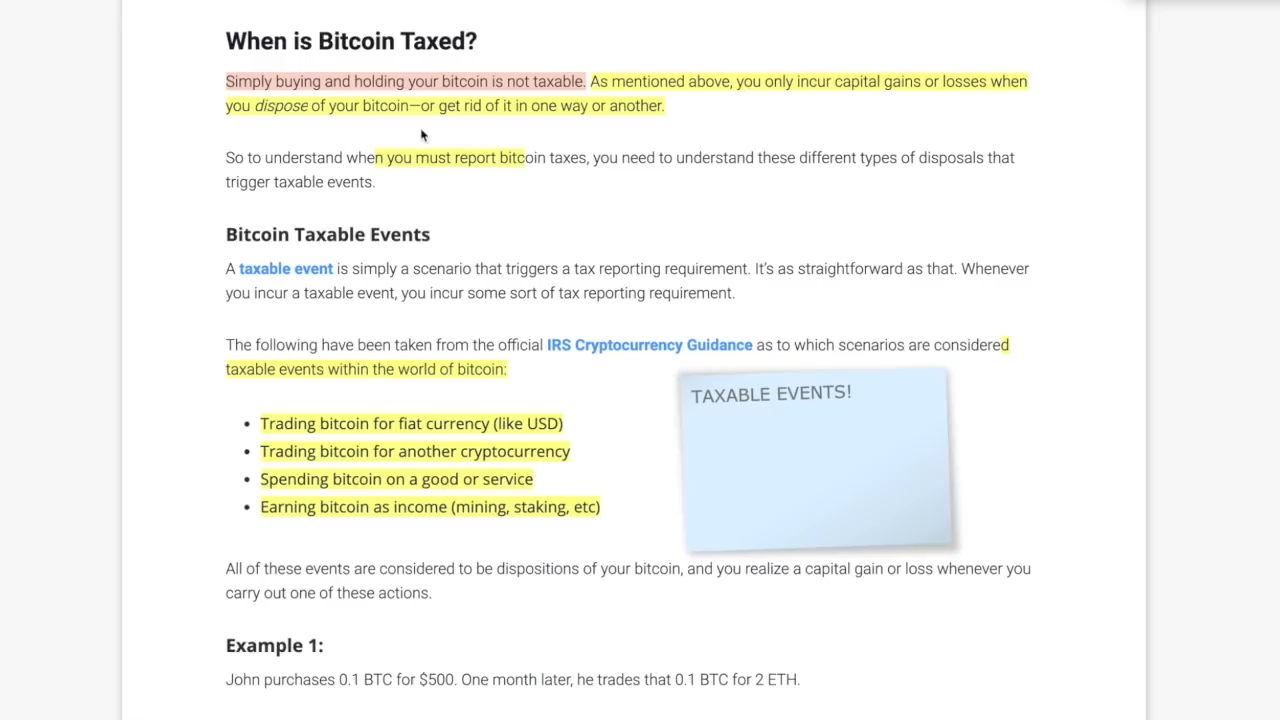 When is Bitcoin Taxed?
Simply buying and holding your bitcoin is not taxable. As mentioned above, you only incur capital gains or losses when
you dispose of your bitcoin—or get rid of it in one way or another.
So to understand when you must report bitcoin taxes, you need to understand these different types of disposals that
trigger taxable events.
Bitcoin Taxable Events
A taxable event is simply a scenario that triggers a tax reporting requirement. It's as straightforward as that. Whenever
you incur a taxable event, you incur some sort of tax reporting requirement.
The following have been taken from the official IRS Cryptocurrency Guidance as to which scenarios are considered
taxable events within the world of bitcoin:
TAXABLE EVENTS!
• Trading bitcoin for fiat currency (like USD)
• Trading bitcoin for another cryptocurrency
• Spending bitcoin on a good or service
• Earning bitcoin as income (mining, staking, etc)
All of these events are considered to be dispositions of your bitcoin, and you realize a capital gain or loss whenever you
carry out one of these actions.
Example 1:
John purchases 0.1 BTC for $500. One month later, he trades that 0.1 BTC for 2 ETH.